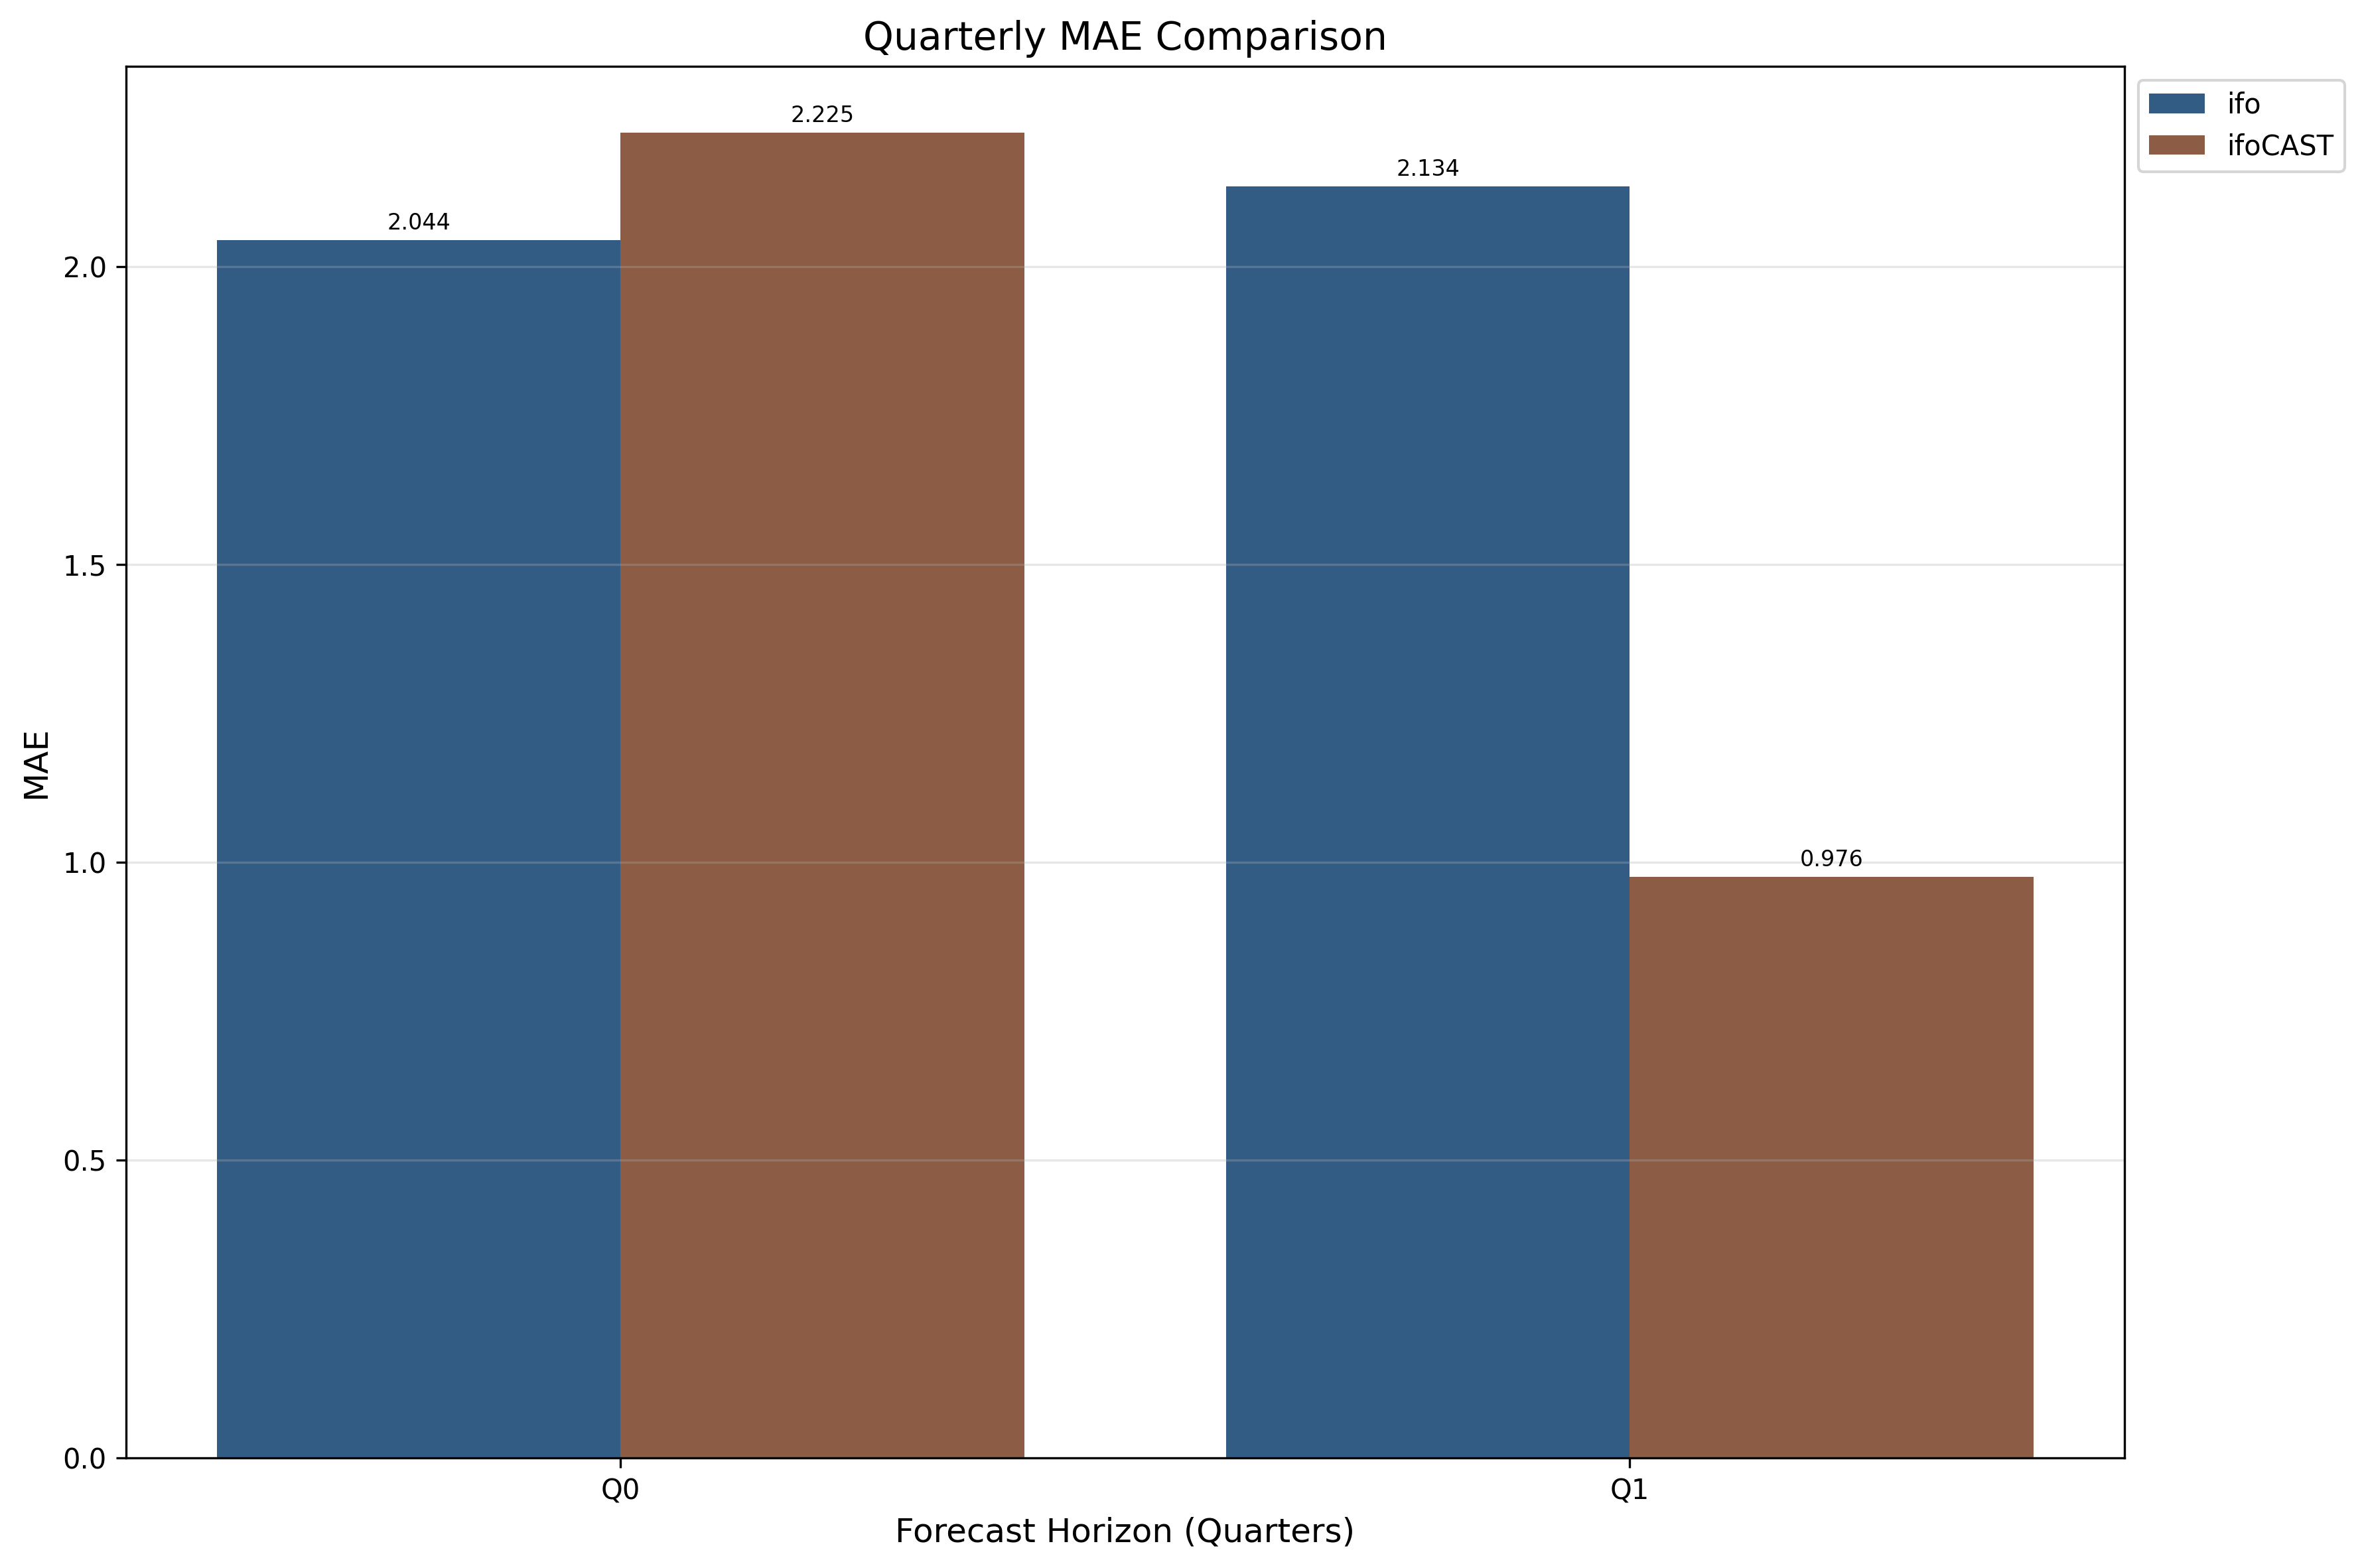 Quarterly MAE Comparison
ifo
ifoCAST
2.225
2.134
2.044
0.976
2.0
1.5
1.0
0.5
0.0
MAE
Q0
Q1
Forecast Horizon (Quarters)